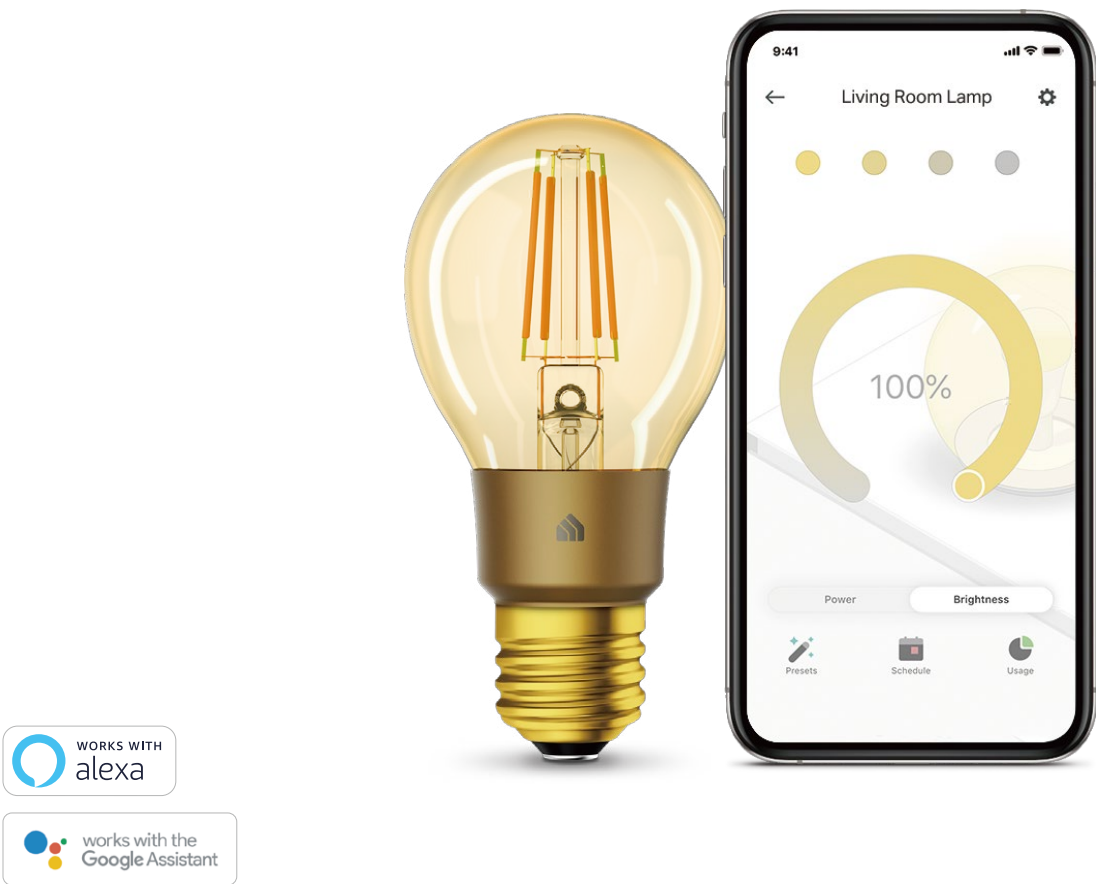 9:41
Living Room Lamp
100%
Power
Brightness
Presets
Schedule
Usage
WORKS WITH
alexa
works with the
Google Assistant